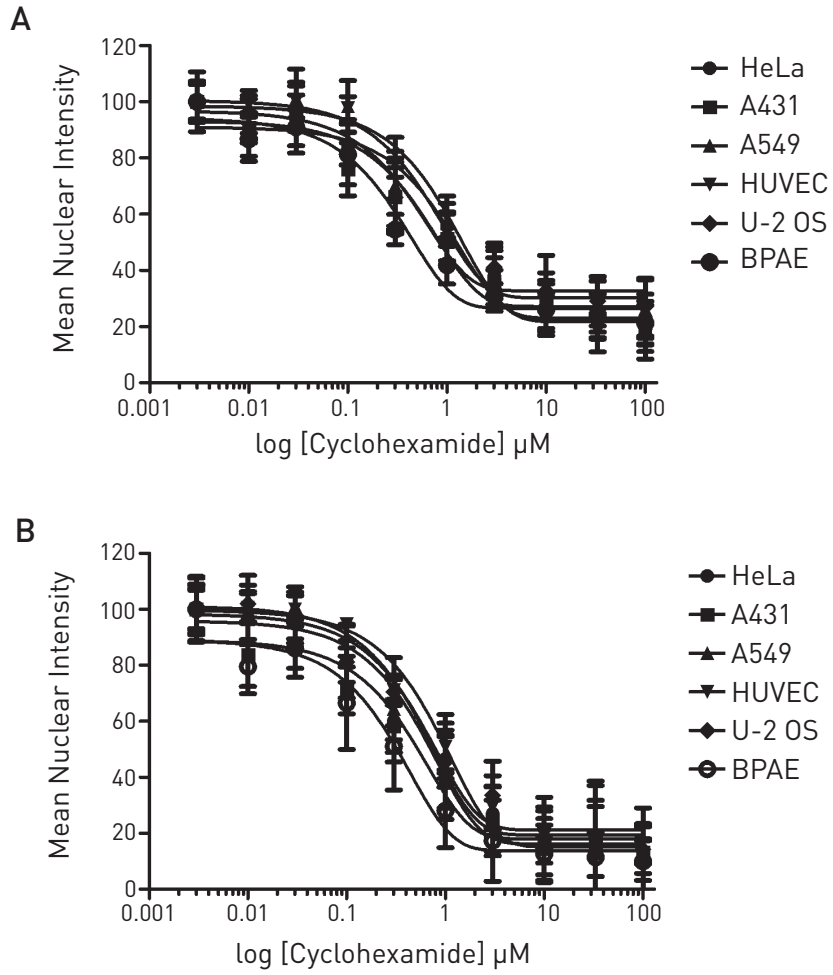 A
120
100
80
60
40
20
0
Mean Nuclear Intensity
0.001 0.01 0.1 1 10 100
log [Cyclohexamide] µM
HeLa
A431
A549
HUVEC
U-2 OS
BPAE
B
120
100
80
60
40
20
0
Mean Nuclear Intensity
0.001 0.01 0.1 1 10 100
log [Cyclohexamide] µM
HeLa
A431
A549
HUVEC
U-2 OS
BPAE